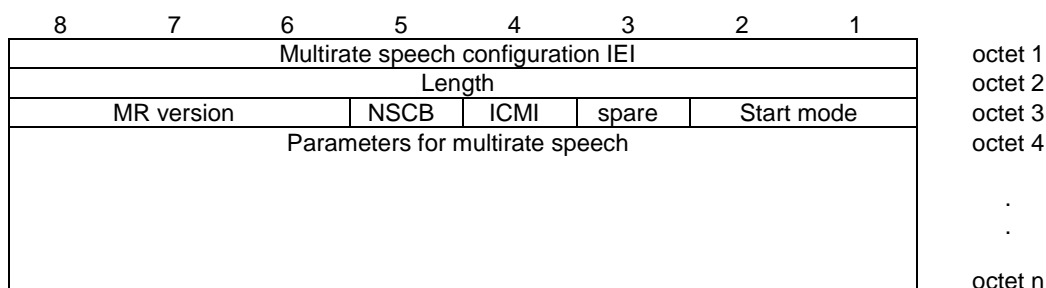 8 7 6 5 4 3 2 1
Multirate speech configuration IEI octet 1
Length octet 2
MR version NSCB ICMI spare Start mode octet 3
Parameters for multirate speech octet 4
.
.
octet n